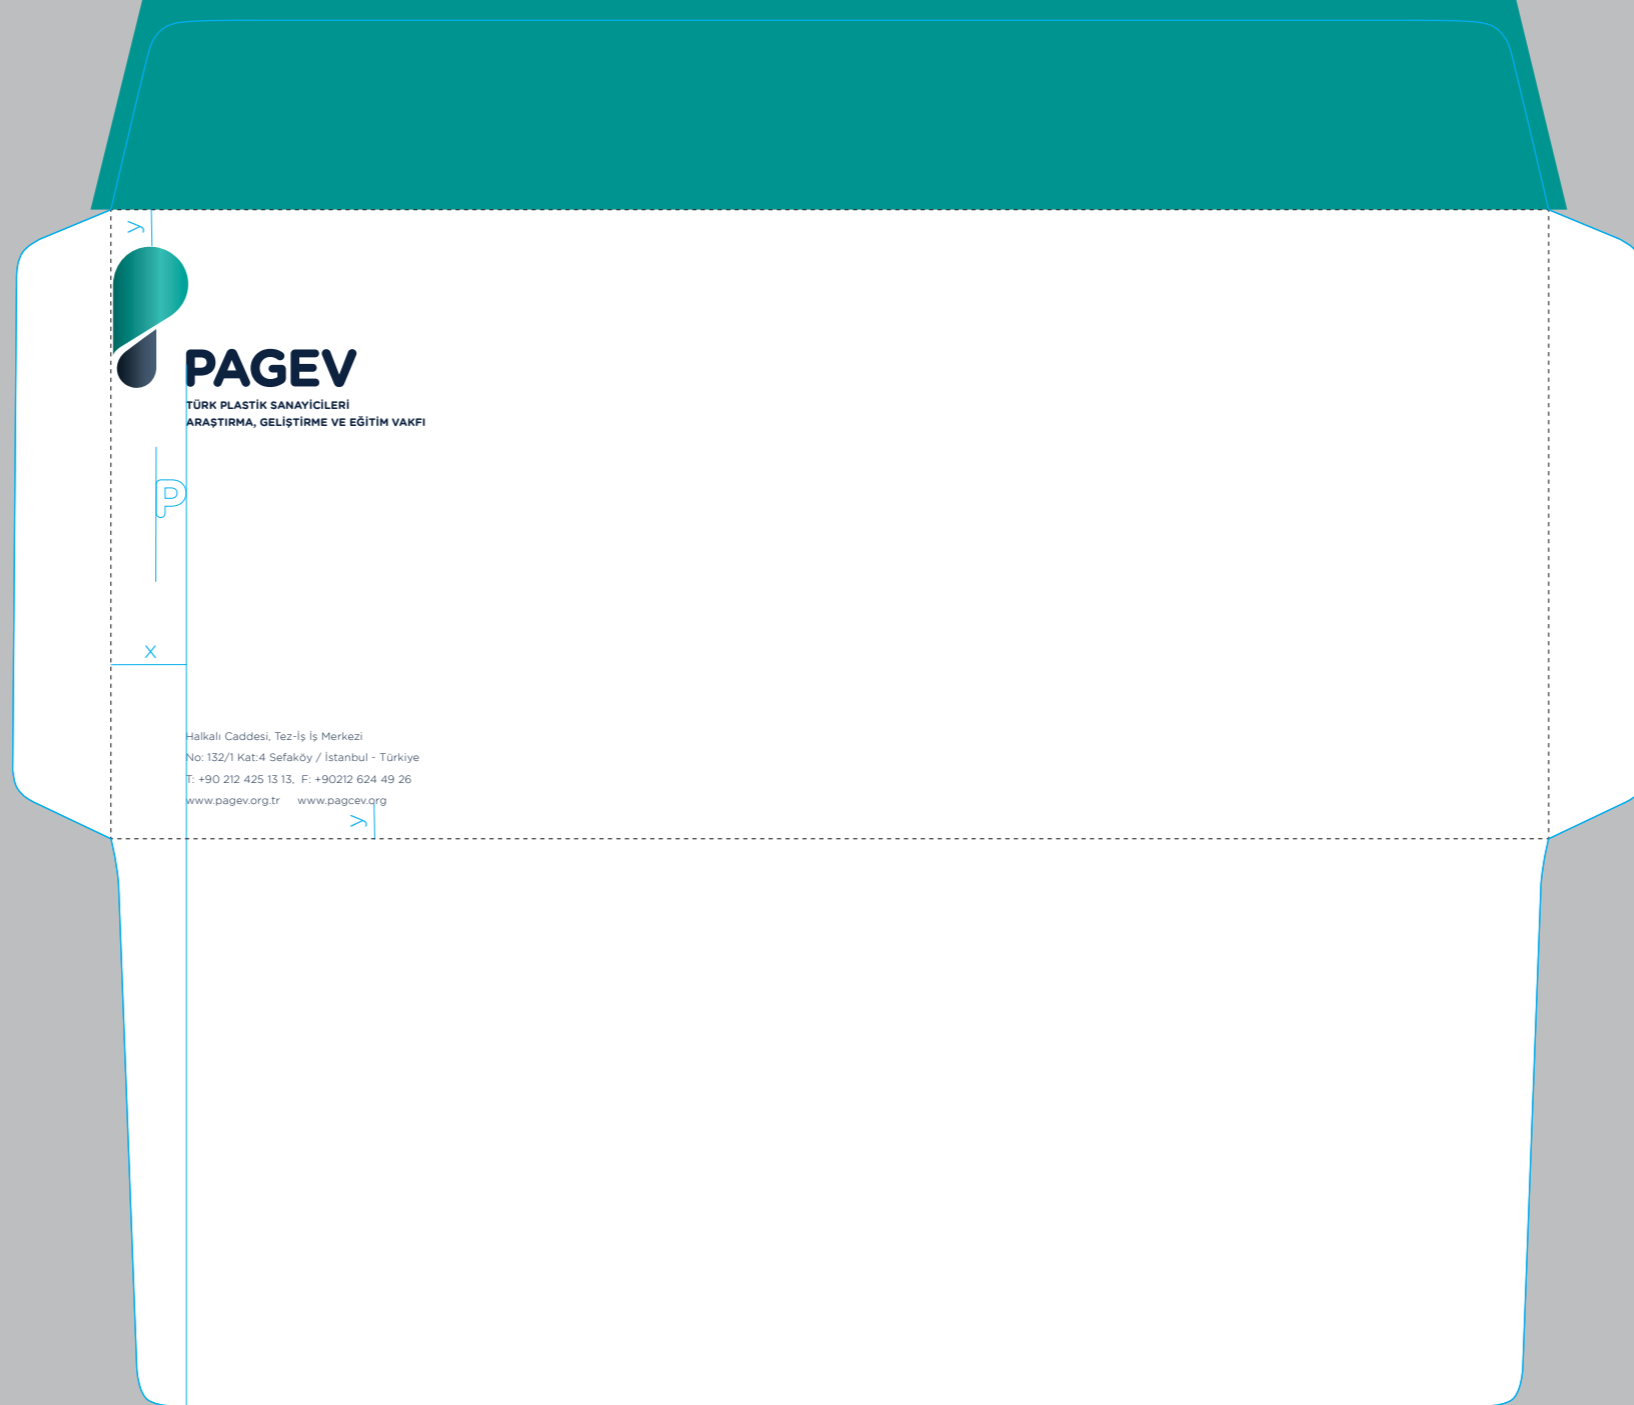 y
PAGEV
TÜRK PLASTİK SANAYİCİLERİ
ARAŞTIRMA, GELİŞTİRME VE EĞİTİM VAKFI
P
x
Halkalı Caddesi, Tez-İş İş Merkezi
No: 132/1 Kat:4 Sefaköy / İstanbul - Türkiye
T: +90 212 425 13 13, F: +90212 624 49 26
www.pagev.org.tr www.pagcev.org
y